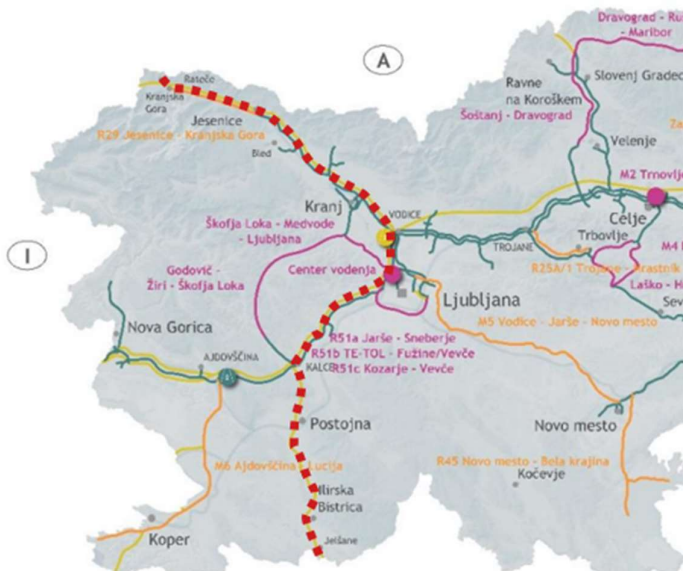 Dravograd - Ru
- Maribor
A
Rateče
Kranjska
Gora
Ravne
na Koroškem
Slovenj Gradec
Jesenice
Šoštanj - Dravograd
R29 Jesenice - Kranjska Gora
Za
Bled
Velenje
M2 Trnovlje
Kranj
VODICE
Celje
Škofja Loka - Medvode
- Ljubljana
TROJANE
Trbovlje
M4
I
Godovič -
Žiri - Škofja Loka
Center vodenja
R25A/1 Trojane - Hrastnik
Laško - H
Ljubljana
Sev
M5 Vodice - Jarše - Novo mesto
Nova Gorica
R51a Jarše - Sneberje
R51b TE-TOL - Fužine/Vevče
AJDOVŠČINA
KALCE
R51c Kozarje - Vevče
Postojna
Novo mesto
M6 Ajdovščina - Lucija
R45 Novo mesto - Bela krajina
Kočevje
Ilirska
Bistrica
Koper
Jelšane